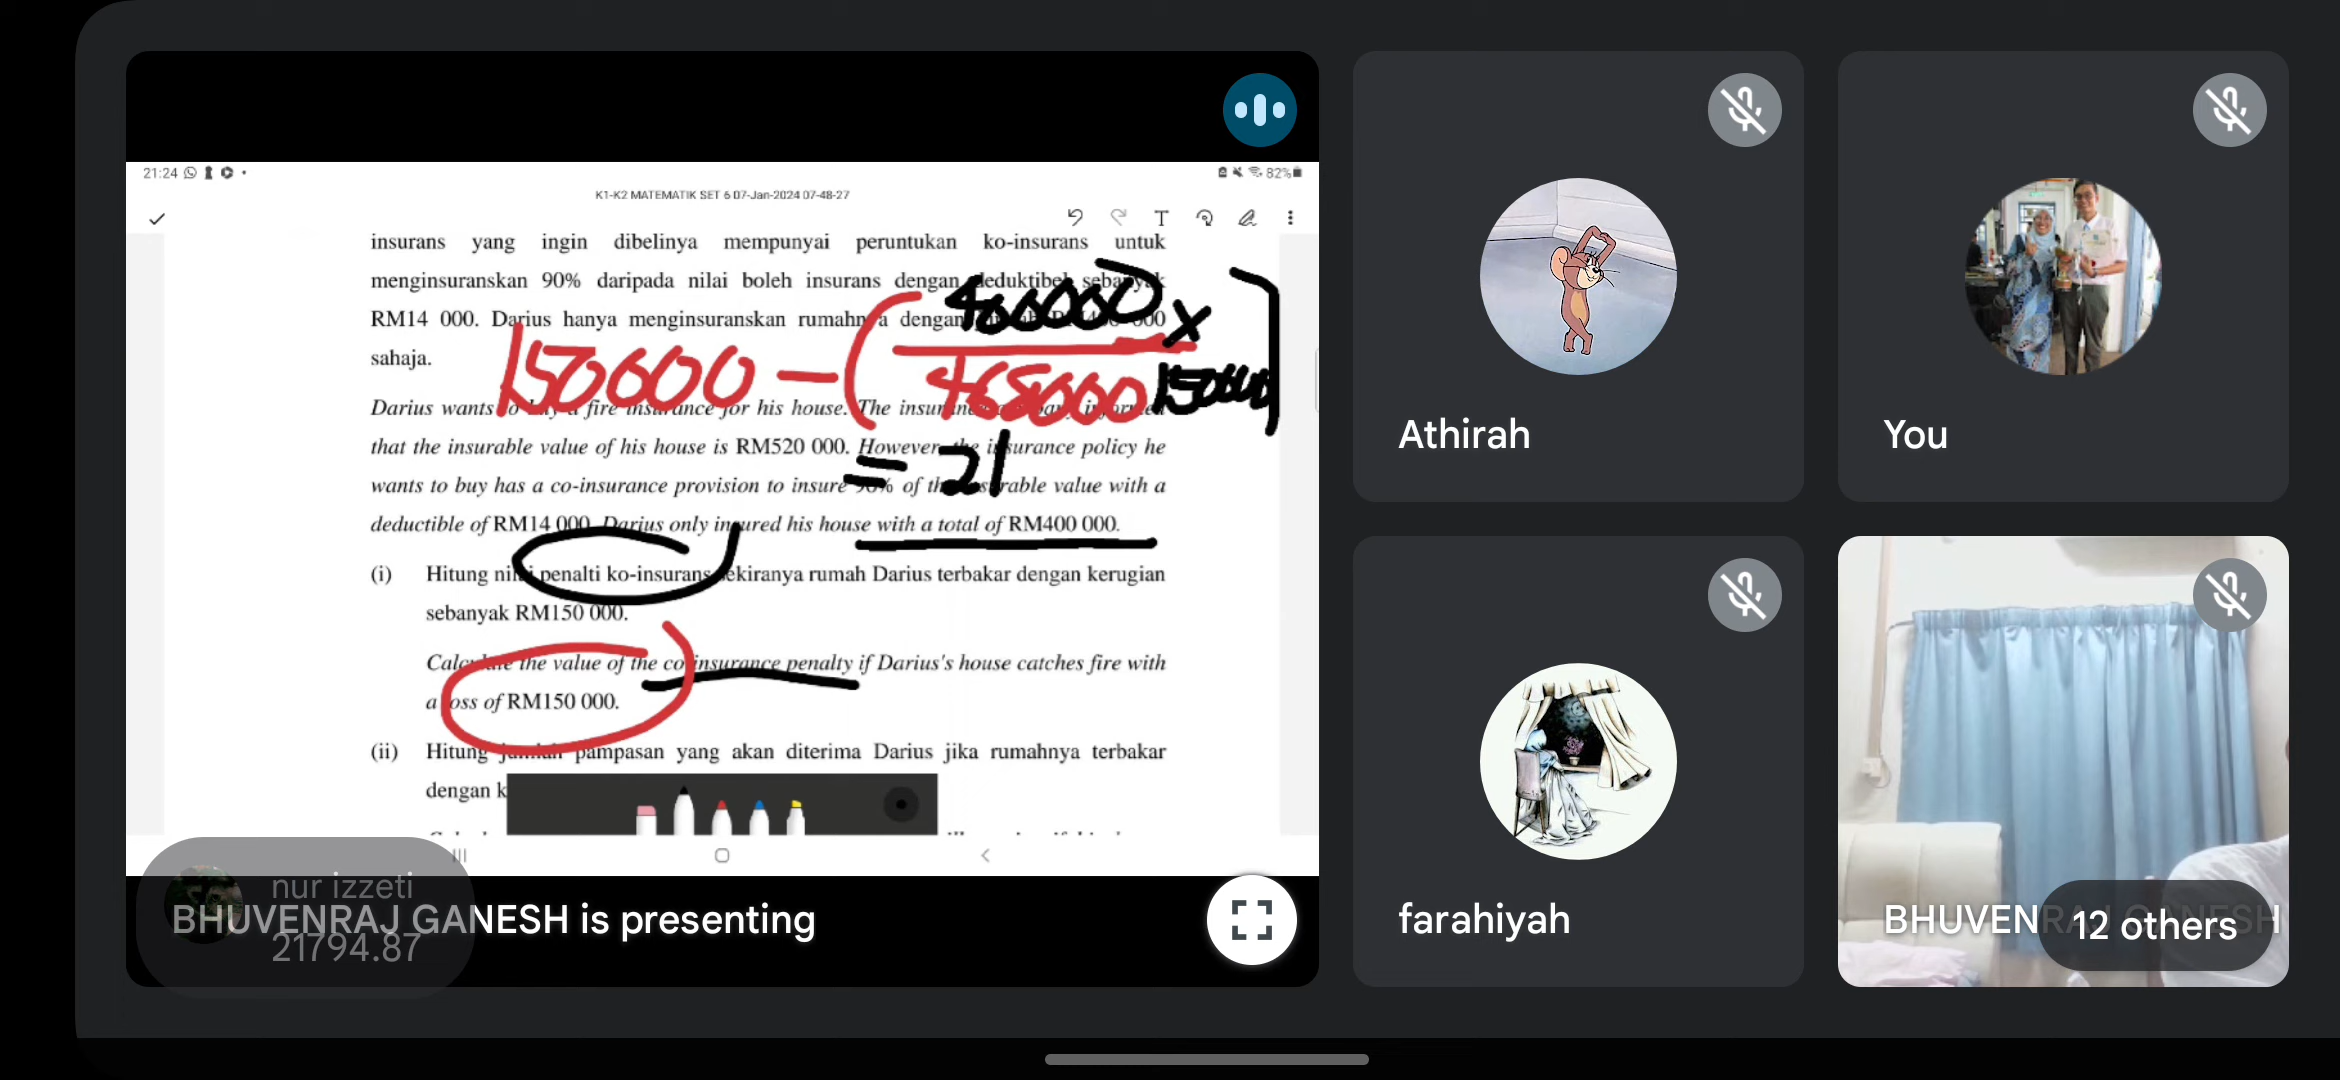 21:24 82%
K1-K2 MATEMATIK SET 6 07-Jan-2024 07-48-27
T
insurans yang ingin dibelinya mempunyai peruntukan ko-insurans untuk
menginsuranskan 90% daripada nilai boleh insurans dengan deduktibel sebanyak
400000 x
RM14 000. Darius hanya menginsuranskan rumahnya dengan 000
sahaja.
150000 - (
468000 150000
Darius wants to buy a fire insurance for his house. The insurance company informed
that the insurable value of his house is RM520 000. However, the insurance policy he
= 21
wants to buy has a co-insurance provision to insure 90% of the insurable value with a
deductible of RM14 000. Darius only insured his house with a total of RM400 000.
(i) Hitung nilai penalti ko-insurans sekiranya rumah Darius terbakar dengan kerugian
sebanyak RM150 000.
Calculate the value of the co-insurance penalty if Darius's house catches fire with
a loss of RM150 000.
(ii) Hitung jumlah pampasan yang akan diterima Darius jika rumahnya terbakar
dengan k
nur izzeti
21794.87
BHUVENRAJ GANESH is presenting
Athirah
You
farahiyah
BHUVENRAJ GANESH
12 others